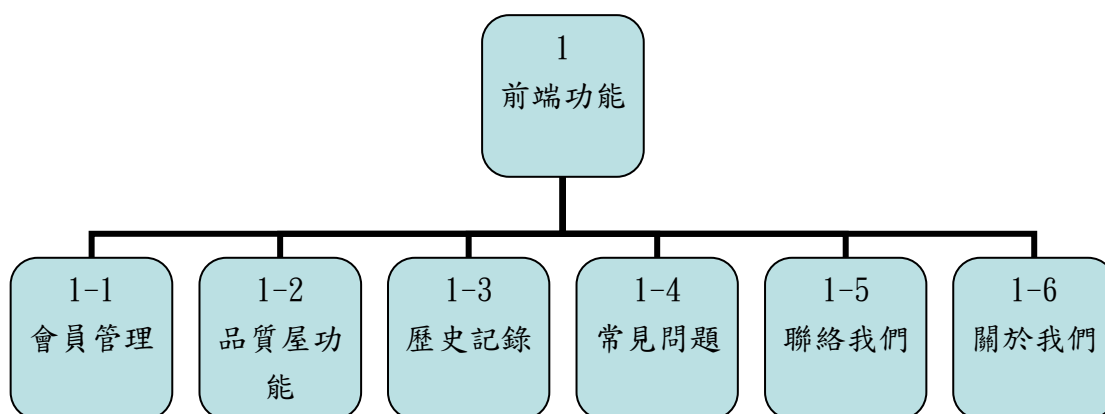 1
前端功能
1-1
會員管理
1-2
品質屋功
能
1-3
歷史記錄
1-4
常見問題
1-5
聯絡我們
1-6
關於我們